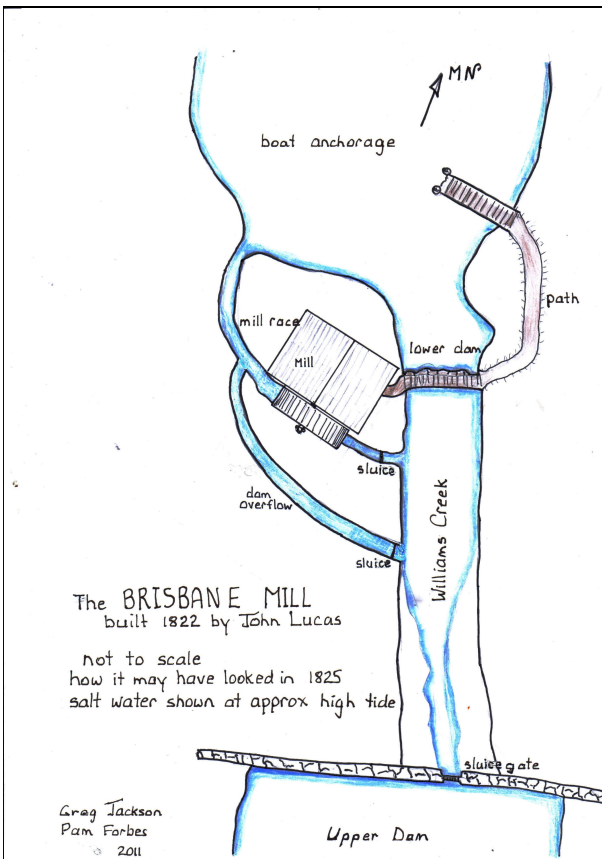 MN
boat anchorage
path
mill race
lower dam
Mill
sluice
dam
overflow
Williams Creek
sluice
The BRISBANE MILL
built 1822 by John Lucas
not to scale
how it may have looked in 1825
salt water shown at approx high tide
sluice gate
Greg Jackson
Pam Forbes
2011
Upper Dam